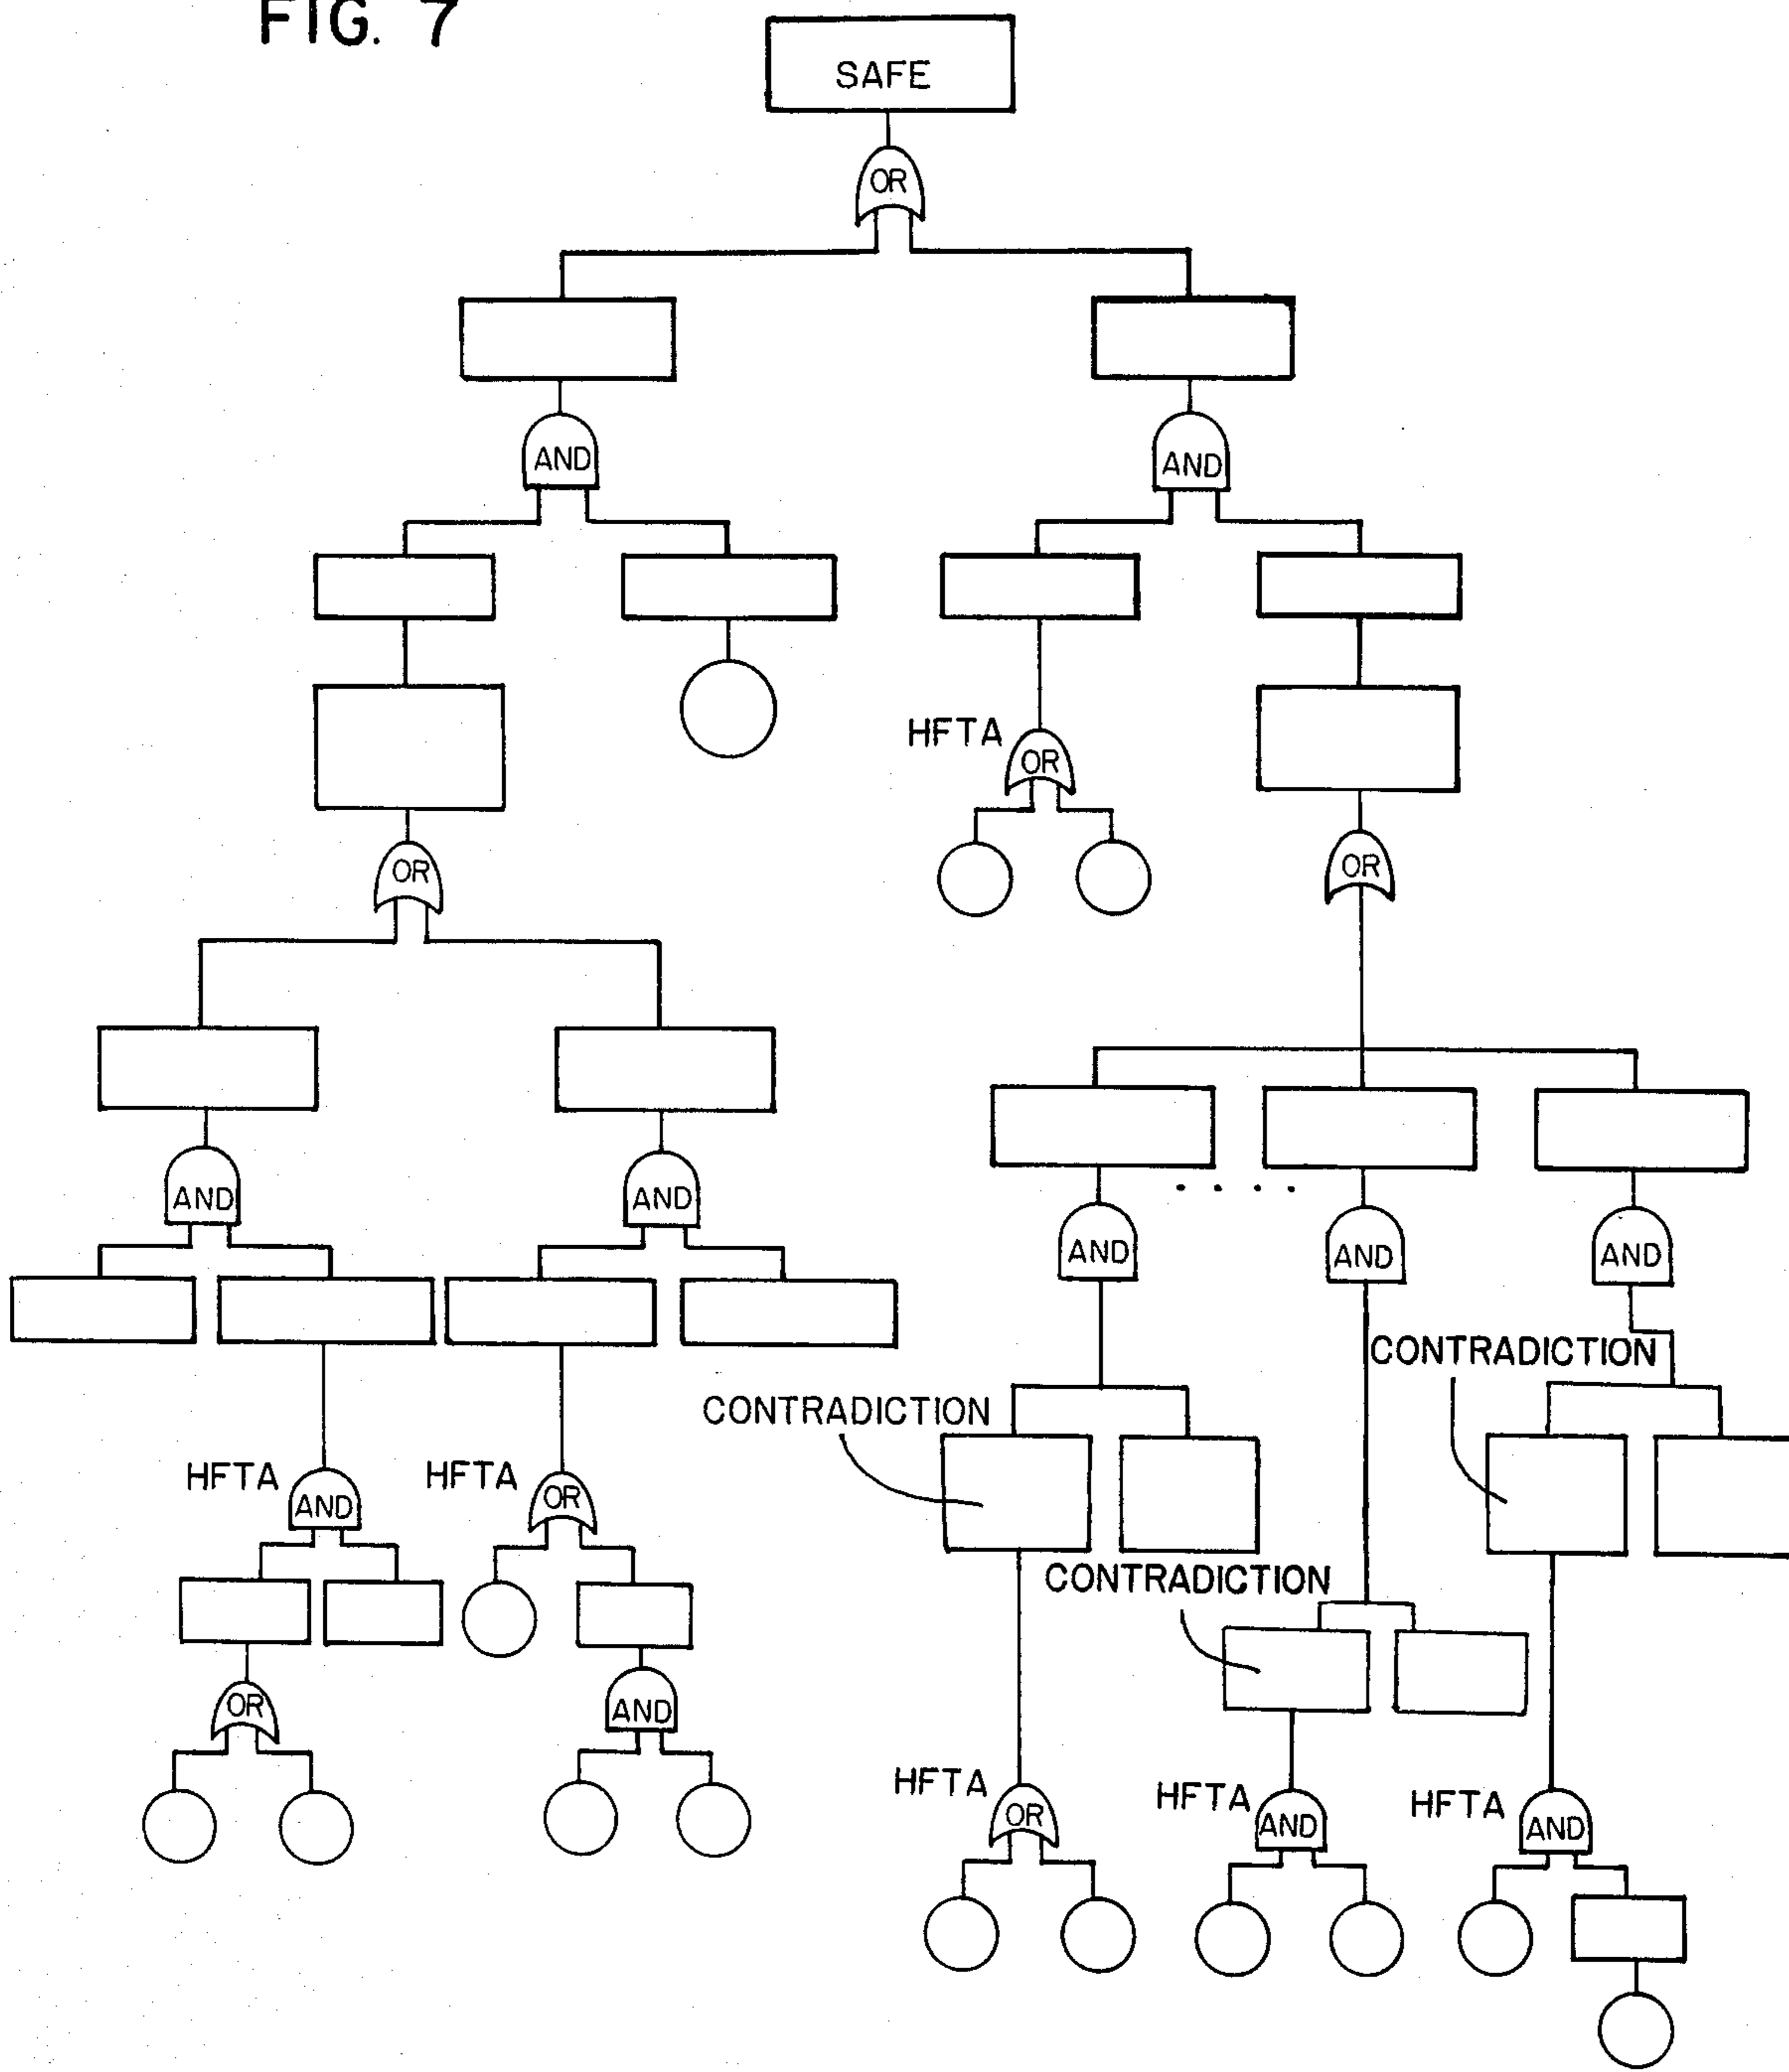 FIG. 7
SAFE
OR
AND
AND
HFTA
OR
OR
OR
AND
AND
AND
AND
AND
CONTRADICTION
CONTRADICTION
HFTA
AND
HFTA
OR
CONTRADICTION
OR
AND
HFTA
OR
HFTA
AND
HFTA
AND